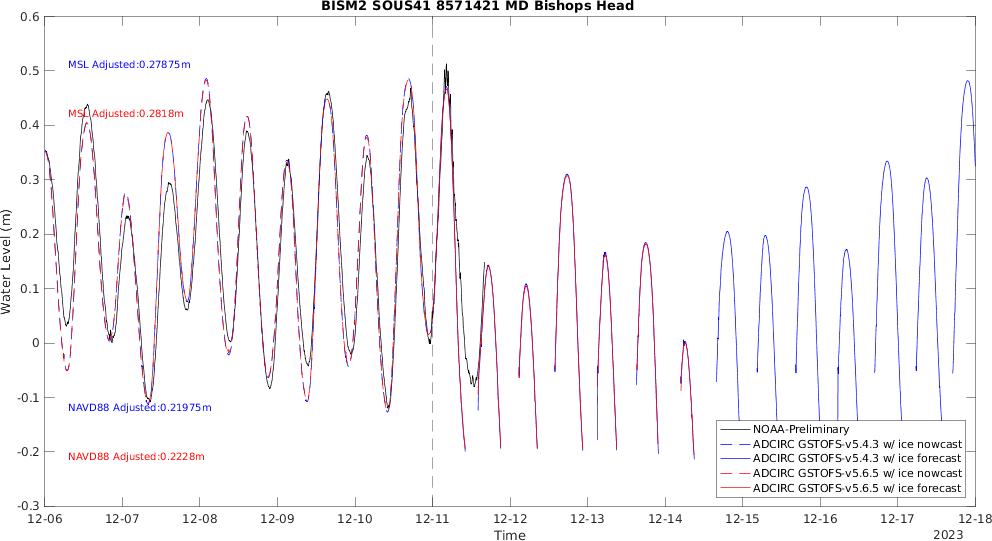 BISM2 SOUS41 8571421 MD Bishops Head
0.6
0.5
0.4
0.3
0.2
0.1
0
-0.1
-0.2
-0.3
Water Level (m)
MSL Adjusted:0.27875m
MSL Adjusted:0.2818m
NAVD88 Adjusted:0.21975m
NAVD88 Adjusted:0.2228m
NOAA-Preliminary
ADCIRC GSTOFS-v5.4.3 w/ ice nowcast
ADCIRC GSTOFS-v5.4.3 w/ ice forecast
ADCIRC GSTOFS-v5.6.5 w/ ice nowcast
ADCIRC GSTOFS-v5.6.5 w/ ice forecast
12-06 12-07 12-08 12-09 12-10 12-11 12-12 12-13 12-14 12-15 12-16 12-17 12-18
Time
2023